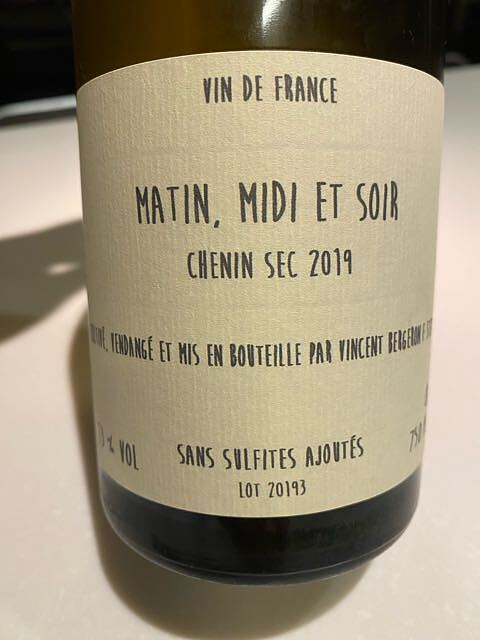 VIN DE FRANCE
MATIN, MIDI ET SOIR
CHENIN SEC 2019
VENDANGÉ ET MIS EN BOUTEILLE PAR VINCENT BERGERON
% VOL
SANS SULFITES AJOUTÉS
750
LOT 20193